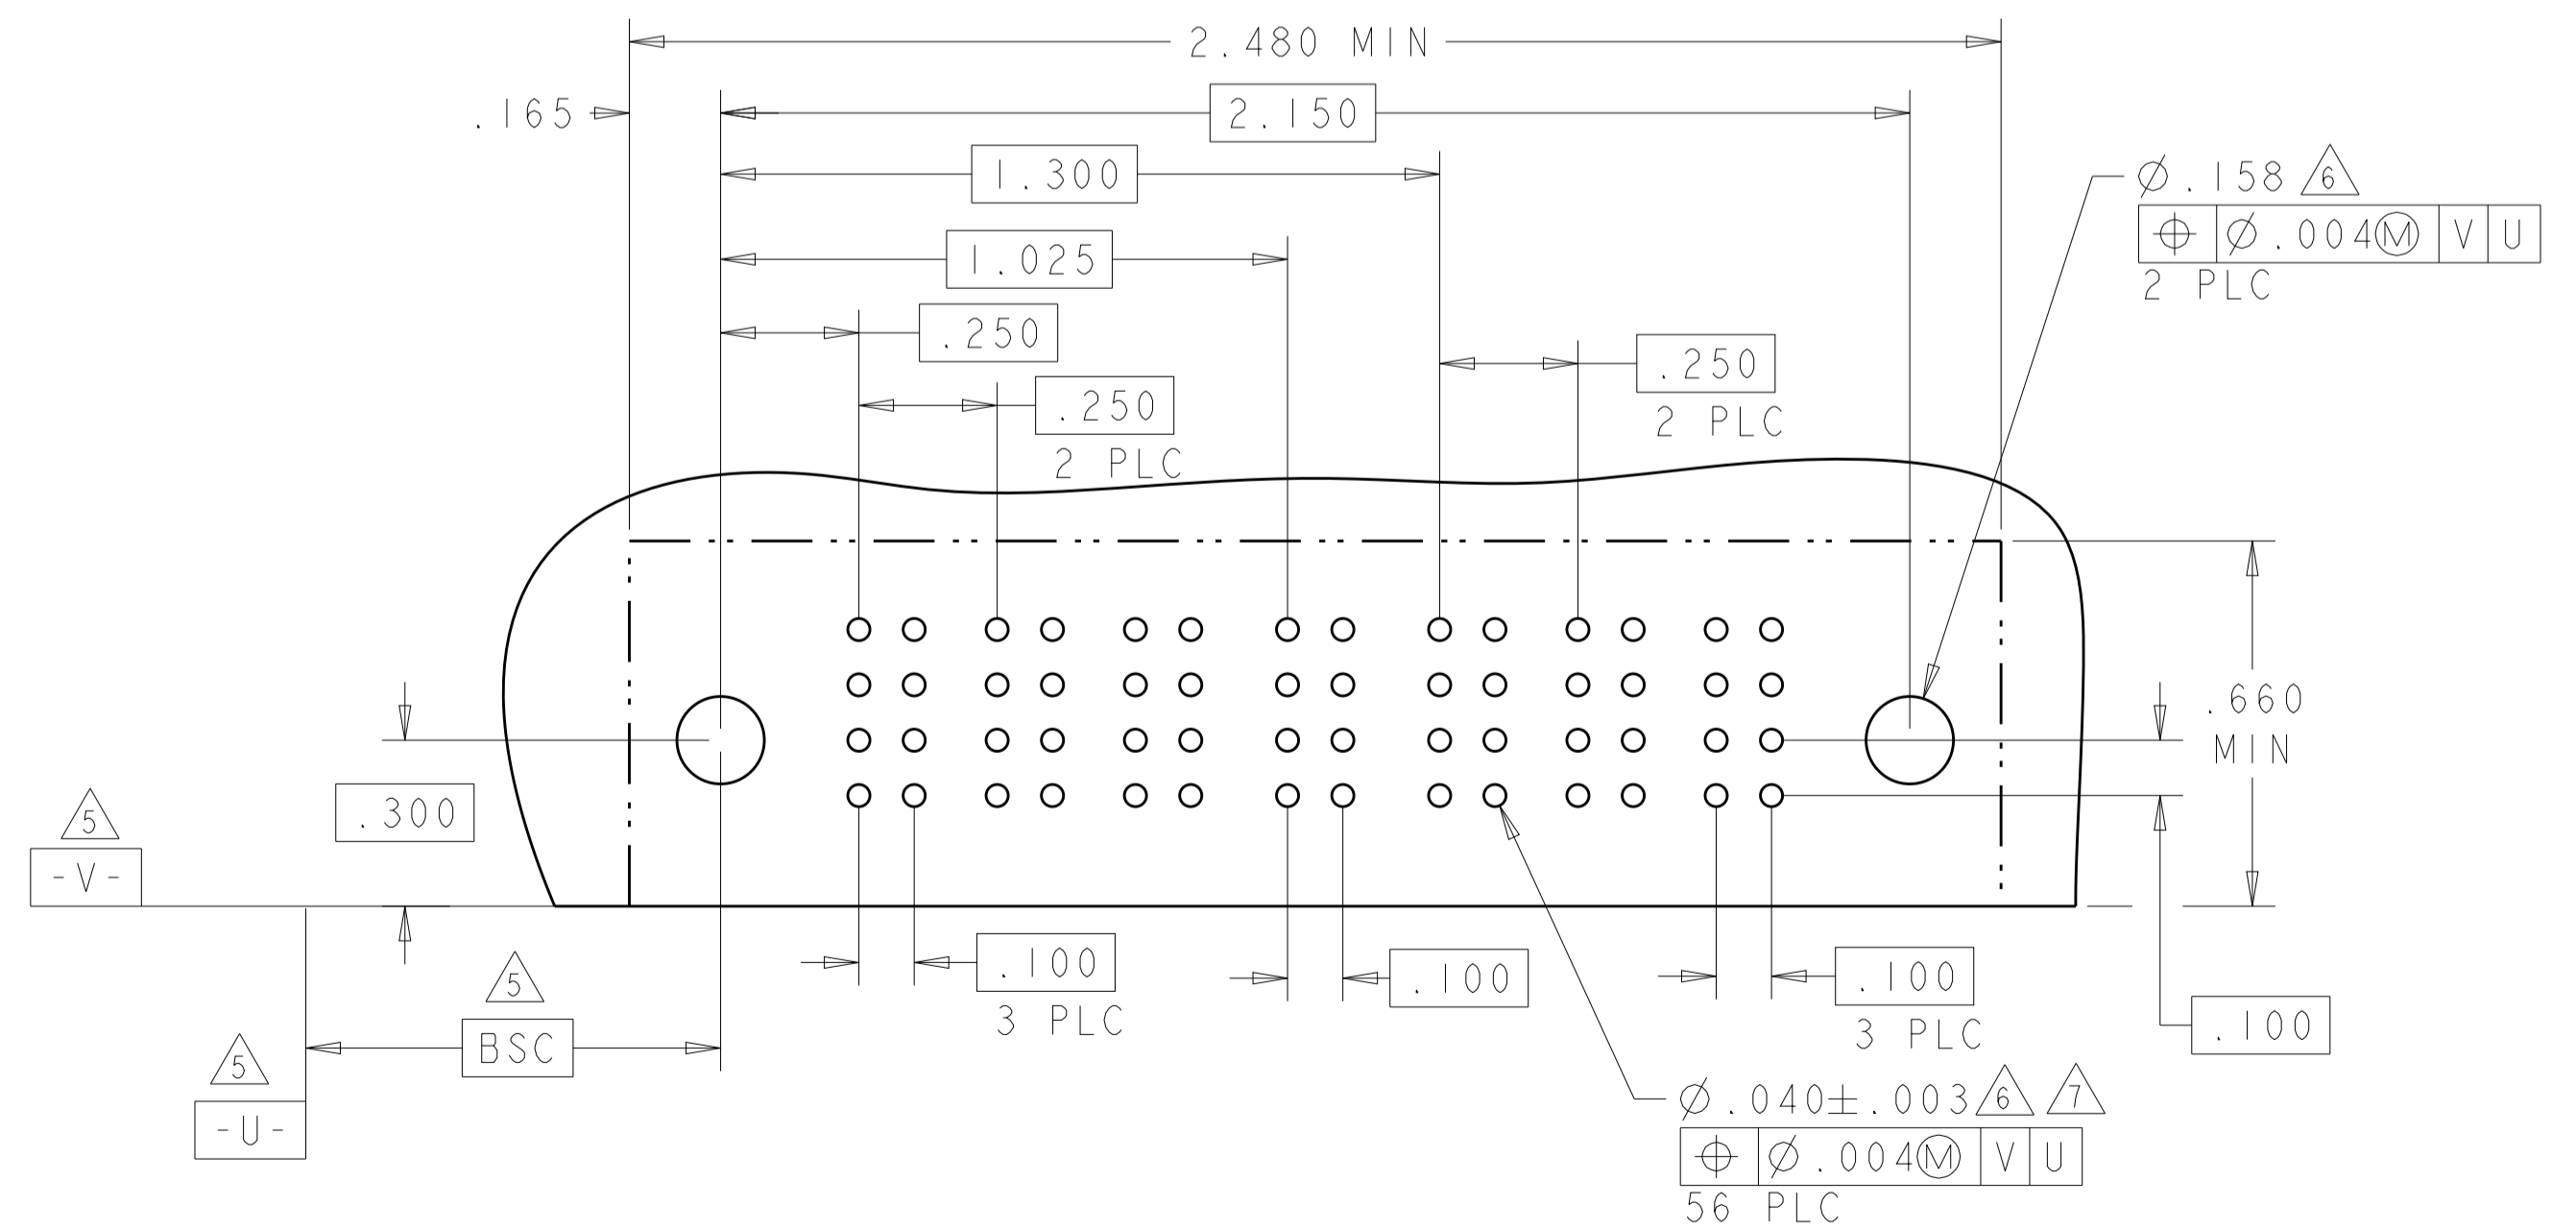 2.480 MIN
.165
2.150
1.300
Ø.158 6
⌖ Ø.004Ⓜ V U
2 PLC
1.025
.250
.250
2 PLC
.250
2 PLC
.660
MIN
.300
5
-V-
.100
3 PLC
.100
.100
3 PLC
.100
5
BSC
5
-U-
Ø.040±.003 6 7
⌖ Ø.004Ⓜ V U
56 PLC